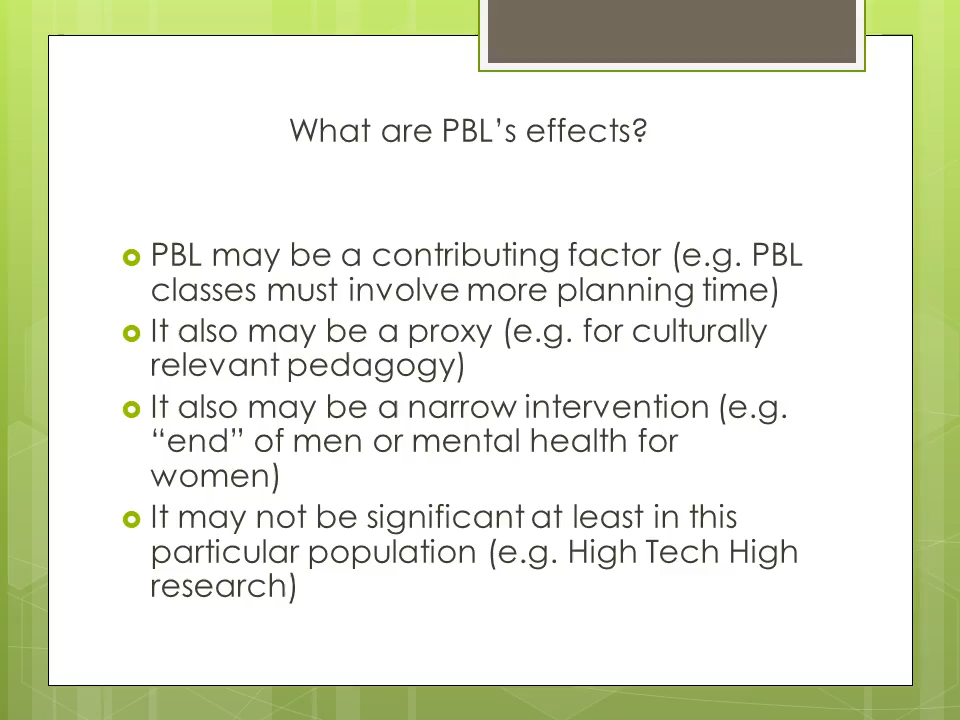 What are PBL’s effects?
PBL may be a contributing factor (e.g. PBL
classes must involve more planning time)
It also may be a proxy (e.g. for culturally
relevant pedagogy)
It also may be a narrow intervention (e.g.
“end” of men or mental health for
women)
It may not be significant at least in this
particular population (e.g. High Tech High
research)